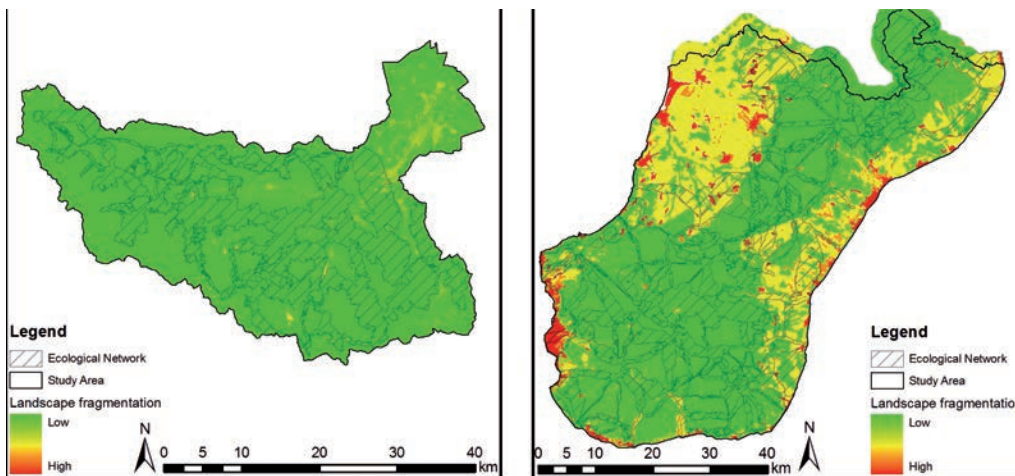 Legend
Ecological Network
Study Area
Landscape fragmentation
Low
High
N
0 5 10 20 30 40
km
Legend
Ecological Network
Study Area
Landscape fragmentation
Low
High
N
0 5 10 20 30 40
km